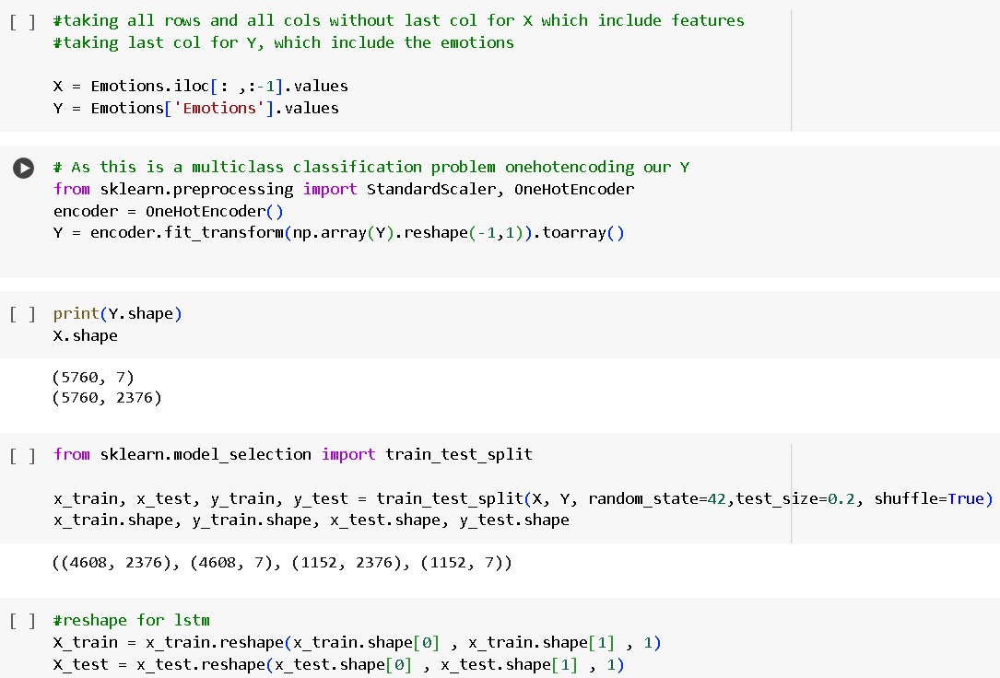 [ ] #taking all rows and all cols without last col for X which include features
#taking last col for Y, which include the emotions
X = Emotions.iloc[: ,:-1].values
Y = Emotions['Emotions'].values
# As this is a multiclass classification problem onehotencoding our Y
from sklearn.preprocessing import StandardScaler, OneHotEncoder
encoder = OneHotEncoder()
Y = encoder.fit_transform(np.array(Y).reshape(-1,1)).toarray()
[ ] print(Y.shape)
X.shape
(5760, 7)
(5760, 2376)
[ ] from sklearn.model_selection import train_test_split
x_train, x_test, y_train, y_test = train_test_split(X, Y, random_state=42,test_size=0.2, shuffle=True)
x_train.shape, y_train.shape, x_test.shape, y_test.shape
((4608, 2376), (4608, 7), (1152, 2376), (1152, 7))
[ ] #reshape for lstm
X_train = x_train.reshape(x_train.shape[0] , x_train.shape[1] , 1)
X_test = x_test.reshape(x_test.shape[0] , x_test.shape[1] , 1)